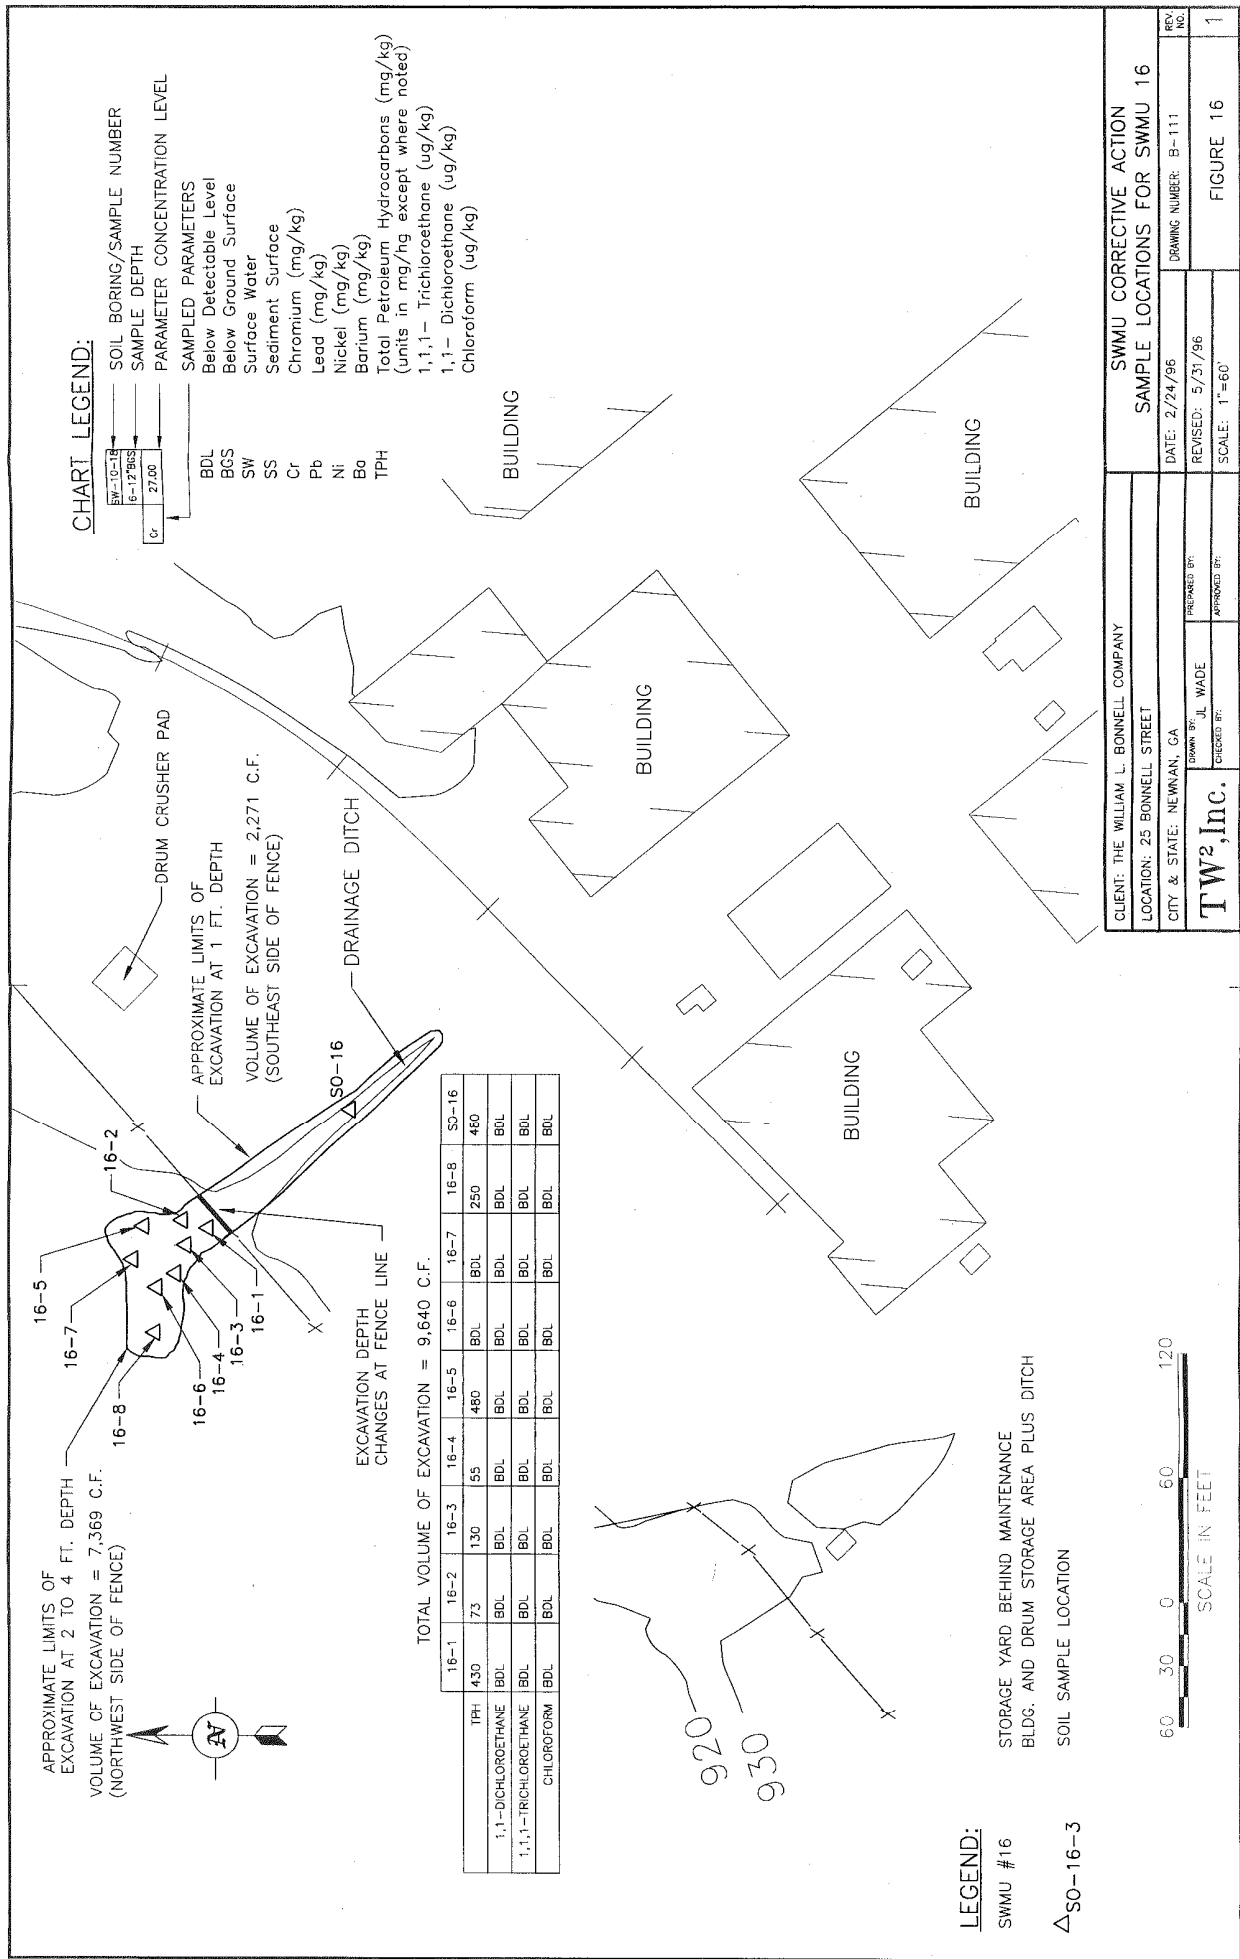 APPROXIMATE LIMITS OF
EXCAVATION AT 2 TO 4 FT. DEPTH
VOLUME OF EXCAVATION = 7,369 C.F.
(NORTHWEST SIDE OF FENCE)
N
16-5
16-7
16-8
16-2
16-6
16-4
16-3
16-1
EXCAVATION DEPTH
CHANGES AT FENCE LINE
APPROXIMATE LIMITS OF
EXCAVATION AT 1 FT. DEPTH
VOLUME OF EXCAVATION = 2,271 C.F.
(SOUTHEAST SIDE OF FENCE)
DRUM CRUSHER PAD
SO-16
DRAINAGE DITCH
CHART LEGEND:
SW-10-18
6-12"BGS
Cr 27.00
SOIL BORING/SAMPLE NUMBER
SAMPLE DEPTH
PARAMETER CONCENTRATION LEVEL
SAMPLED PARAMETERS
BDL Below Detectable Level
BGS Below Ground Surface
SW Surface Water
SS Sediment Surface
Cr Chromium (mg/kg)
Pb Lead (mg/kg)
Ni Nickel (mg/kg)
Ba Barium (mg/kg)
TPH Total Petroleum Hydrocarbons (mg/kg)
(units in mg/hg except where noted)
1,1,1- Trichloroethane (ug/kg)
1,1- Dichloroethane (ug/kg)
Chloroform (ug/kg)
TOTAL VOLUME OF EXCAVATION = 9,640 C.F.
16-1 16-2 16-3 16-4 16-5 16-6 16-7 16-8 SO-16
TPH 430 73 130 55 480 BDL BDL 250 460
1,1-DICHLOROETHANE BDL BDL BDL BDL BDL BDL BDL BDL BDL
1,1,1-TRICHLOROETHANE BDL BDL BDL BDL BDL BDL BDL BDL BDL
CHLOROFORM BDL BDL BDL BDL BDL BDL BDL BDL BDL
BUILDING
BUILDING
BUILDING
BUILDING
920
930
LEGEND:
SWMU #16 STORAGE YARD BEHIND MAINTENANCE
BLDG. AND DRUM STORAGE AREA PLUS DITCH
SO-16-3 SOIL SAMPLE LOCATION
60 30 0 60 120
SCALE IN FEET
CLIENT: THE WILLIAM L. BONNELL COMPANY
LOCATION: 25 BONNELL STREET
CITY & STATE: NEWNAN, GA
TW²,Inc.
DRAWN BY: JL WADE
PREPARED BY:
CHECKED BY:
APPROVED BY:
SWMU CORRECTIVE ACTION
SAMPLE LOCATIONS FOR SWMU 16
DATE: 2/24/96
REVISED: 5/31/96
SCALE: 1"=60'
DRAWING NUMBER: B-111
REV. NO.
FIGURE 16
1